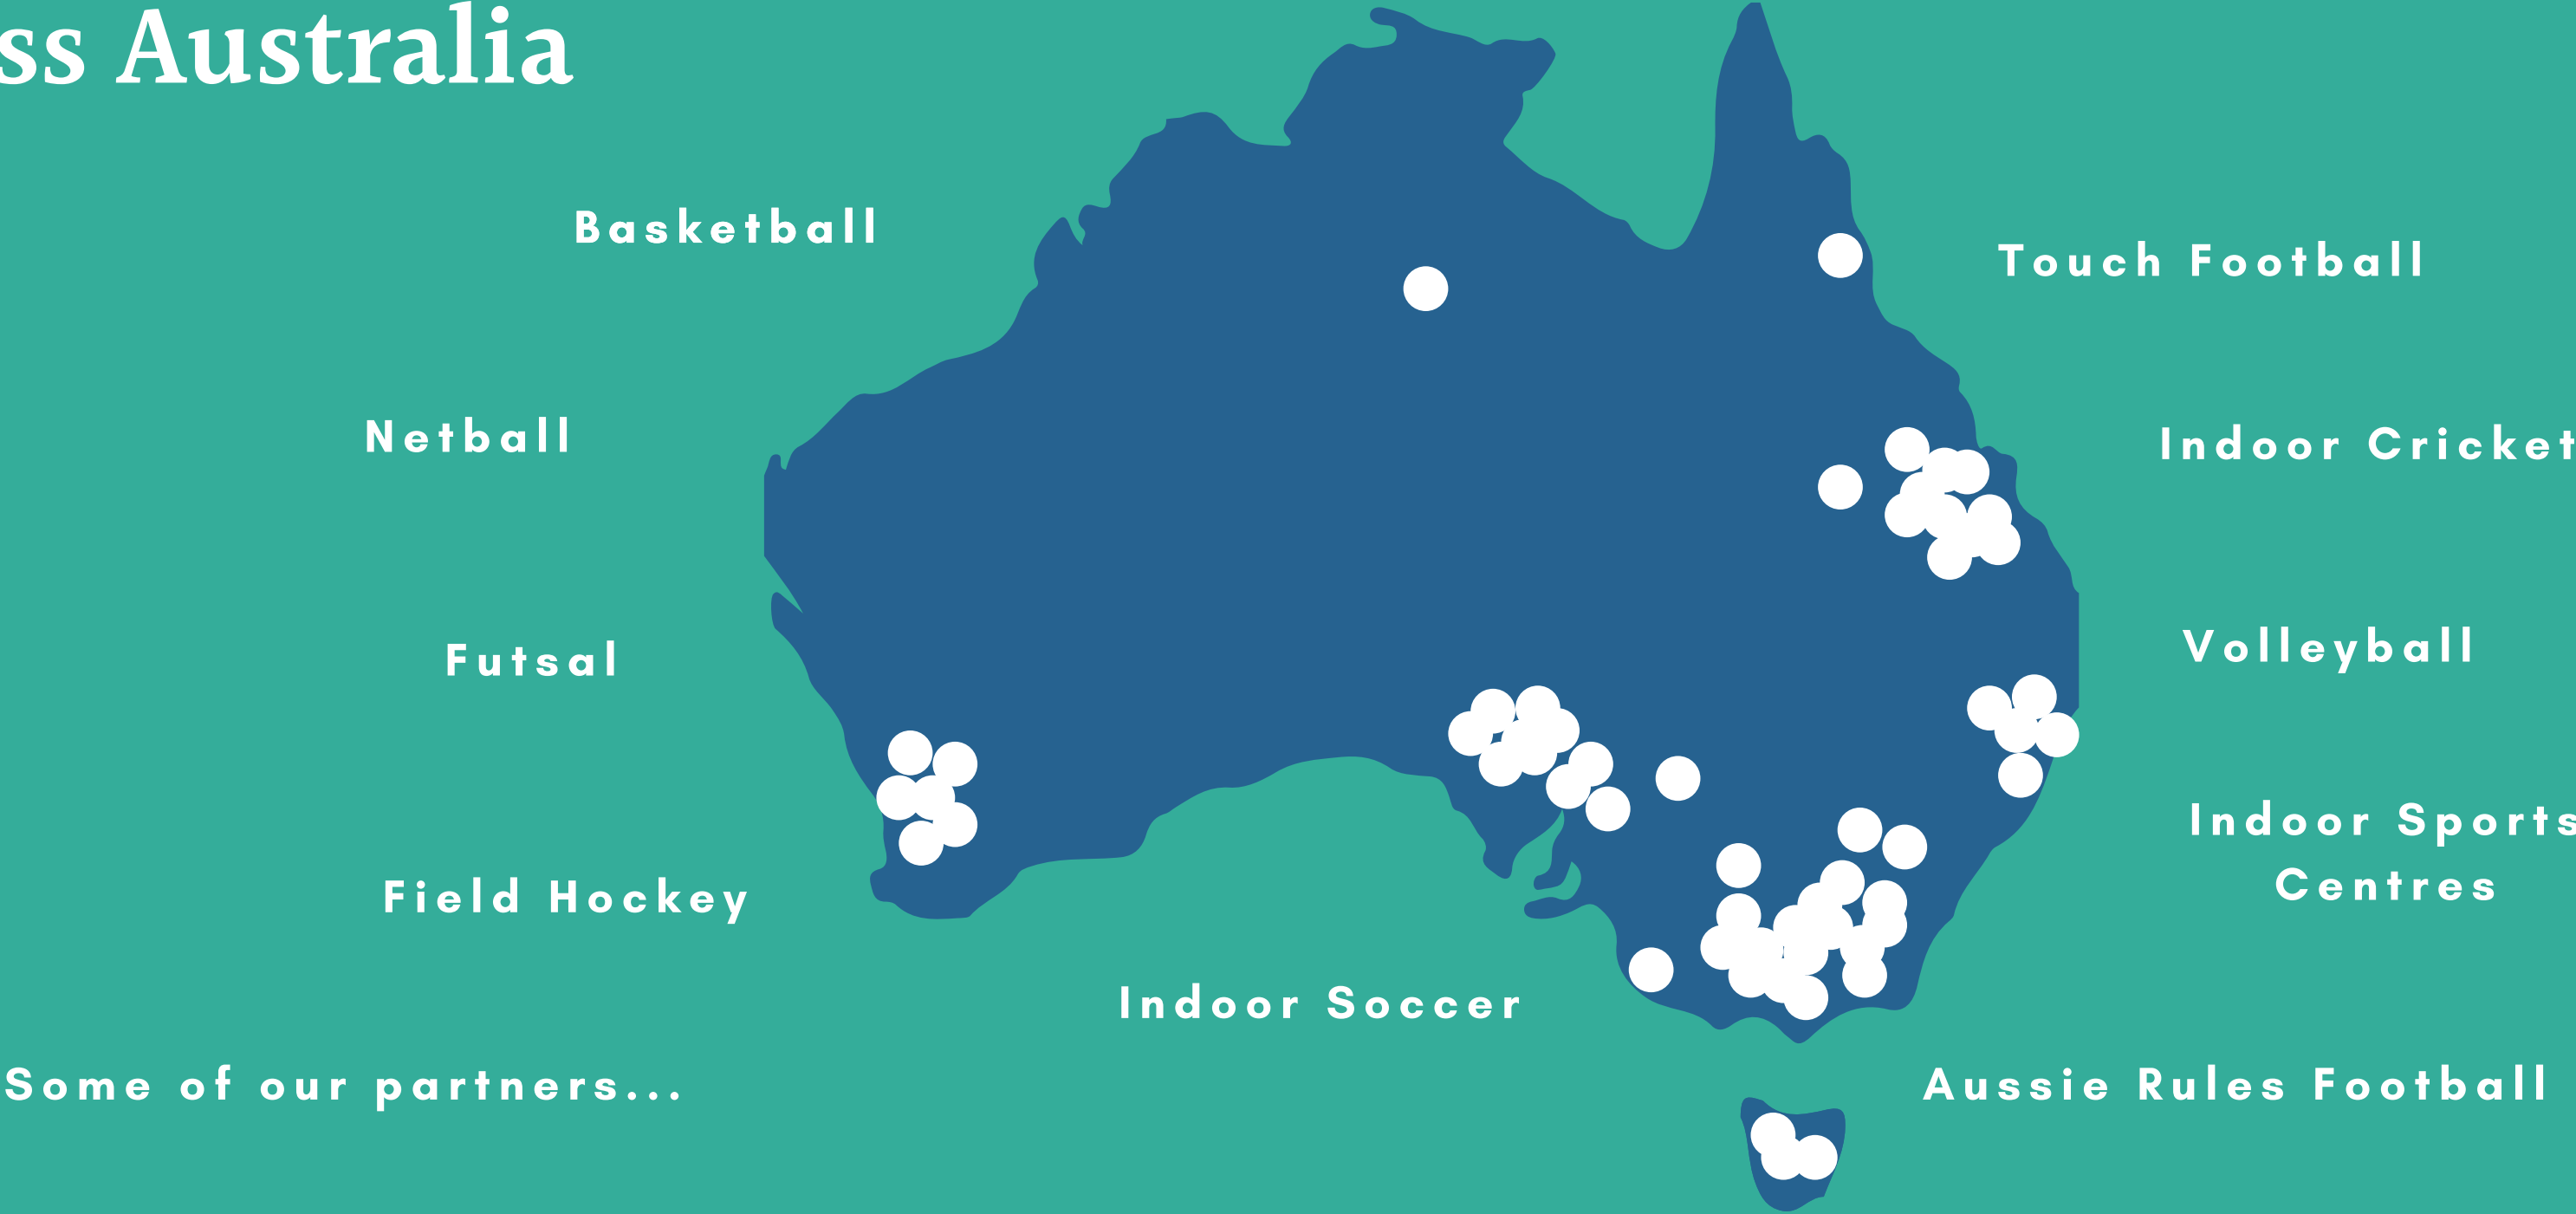 ss Australia
Basketball
Touch Football
Netball
Indoor Cricket
Futsal
Volleyball
Indoor Sports
Centres
Field Hockey
Indoor Soccer
Some of our partners...
Aussie Rules Football